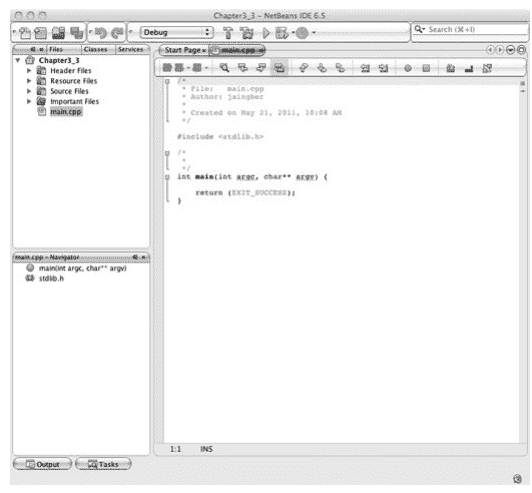 Chapter3_3 – NetBeans IDE 6.5
Debug
Search (⌘+I)
Files Classes Services
Start Page × main.cpp
Chapter3_3
Header Files
Resource Files
Source Files
Important Files
main.cpp
/*
* File: main.cpp
* Author: jaingber
*
* Created on May 21, 2011, 10:08 AM
*/
#include <stdlib.h>
/*
*
*/
int main(int argc, char** argv) {
return (EXIT_SUCCESS);
}
main.cpp – Navigator
main(int argc, char** argv)
stdlib.h
1:1 INS
Output Tasks